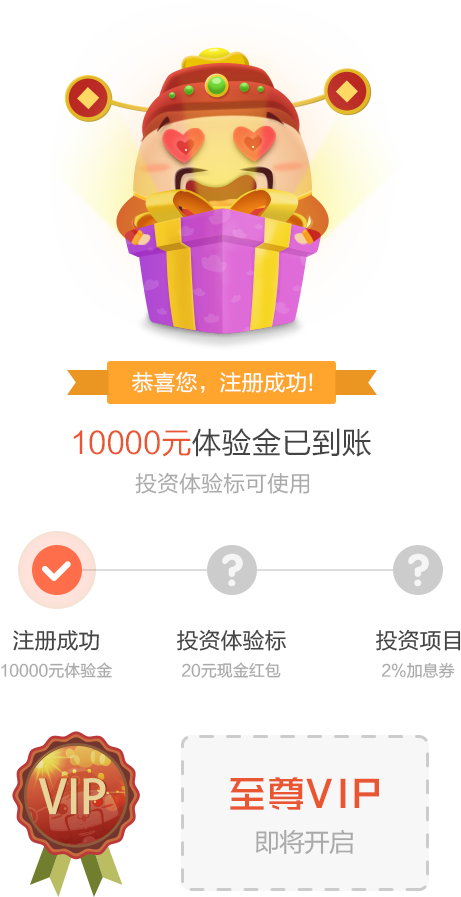 恭喜您，注册成功!
10000元体验金已到账
投资体验标可使用
注册成功 投资体验标 投资项目
10000元体验金 20元现金红包 2%加息券
VIP
至尊VIP
即将开启